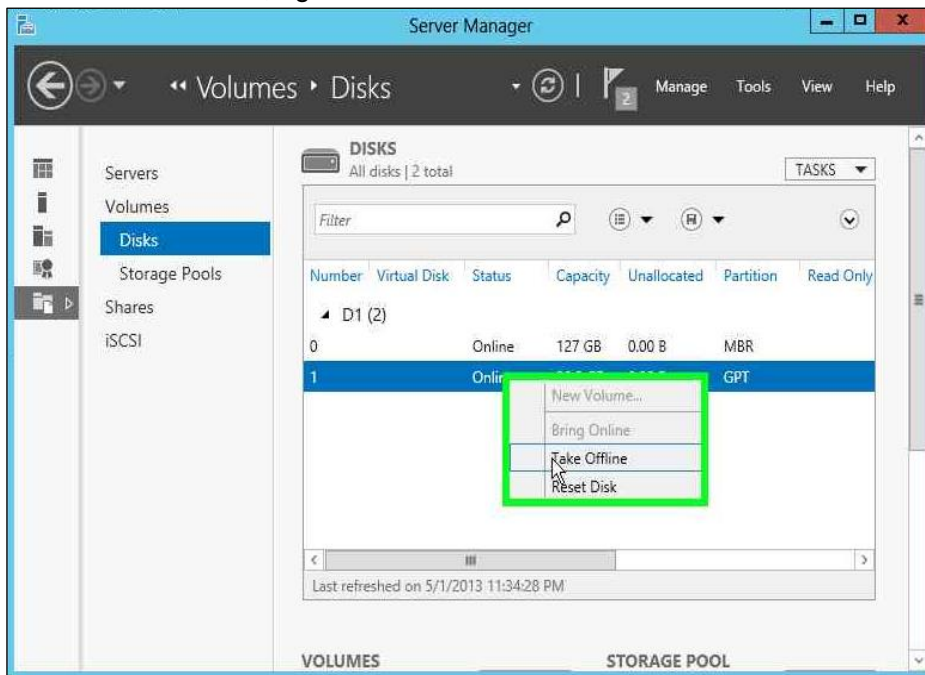 Server Manager
Volumes Disks
2
Manage Tools View Help
Servers
Volumes
Disks
Storage Pools
Shares
iSCSI
DISKS
All disks | 2 total
TASKS
Filter
Number Virtual Disk Status Capacity Unallocated Partition Read Only
D1 (2)
0 Online 127 GB 0.00 B MBR
1 GPT
New Volume...
Bring Online
Take Offline
Reset Disk
Last refreshed on 5/1/2013 11:34:28 PM
VOLUMES
STORAGE POOL